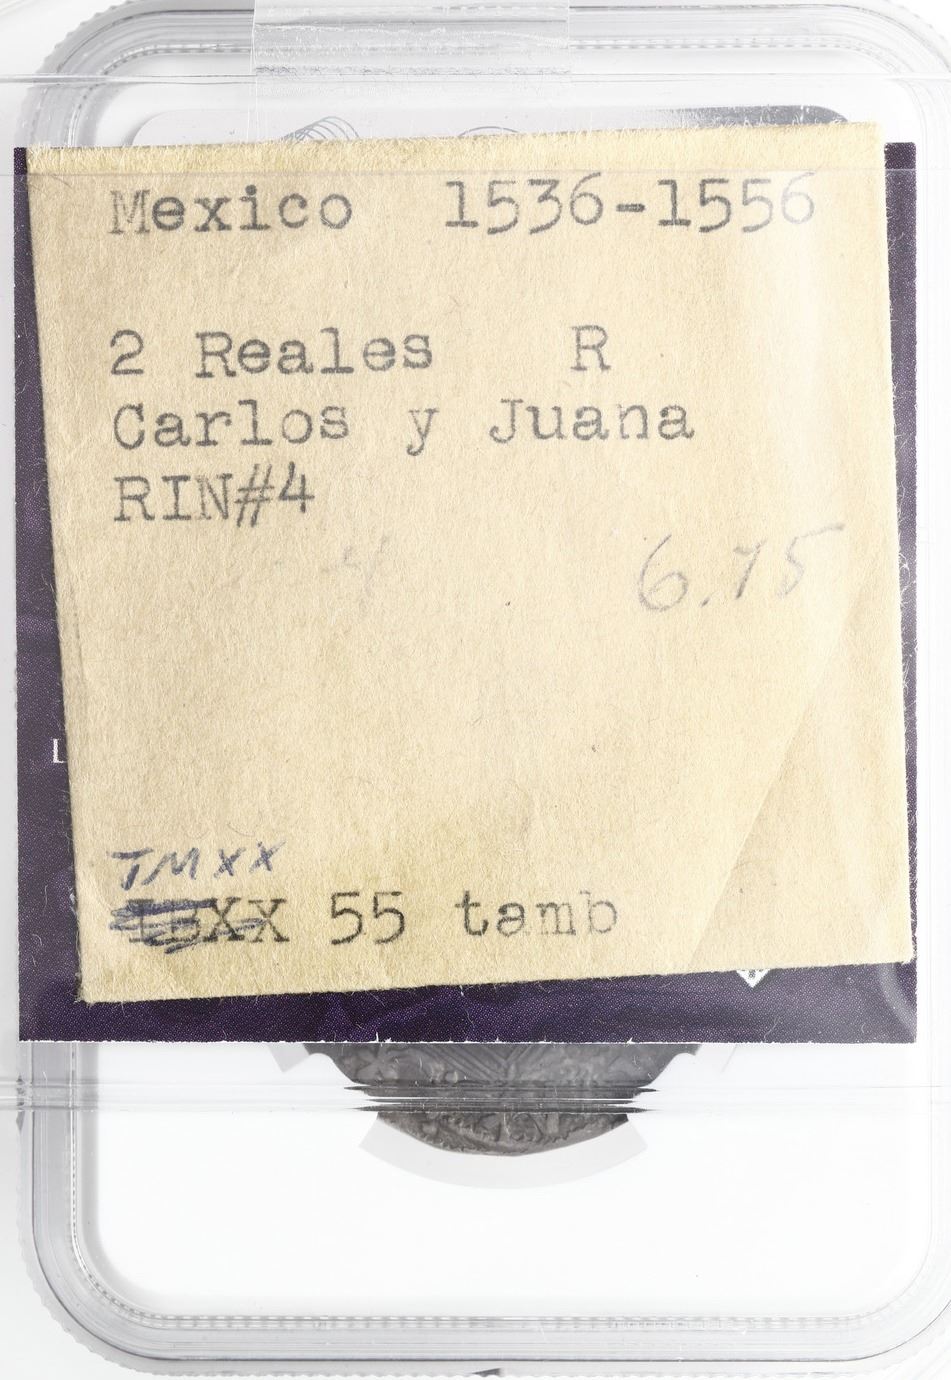 Mexico 1536-1556
2 Reales R
Carlos y Juana
RIN#4
6.75
TMXX
XX 55 tamb